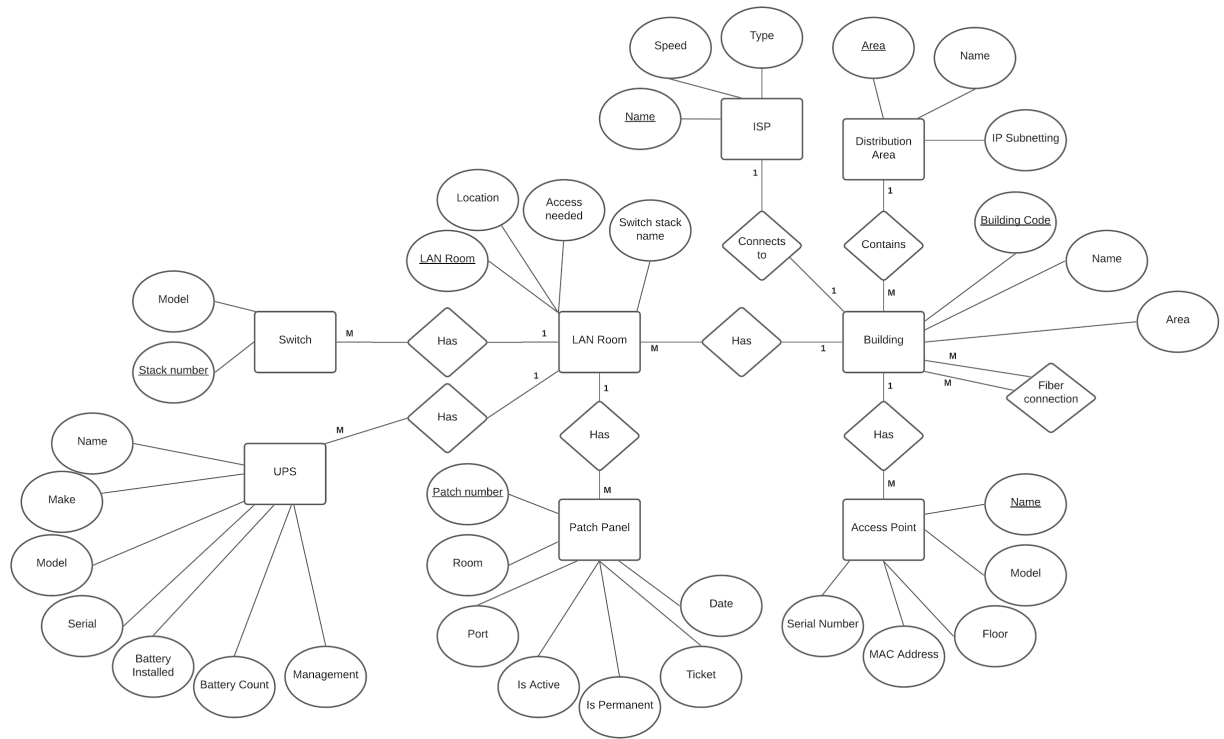 Speed
Type
Area
Name
Name
ISP
Distribution
Area
IP Subnetting
1
1
Location
Access
needed
Switch stack
name
Connects
to
Contains
Building Code
LAN Room
Name
Model
1
M
Area
Switch
M
Has
1
LAN Room
M
Has
1
Building
M
M
Stack number
1
1
1
Fiber
connection
Has
M
Has
Has
Name
UPS
M
M
Make
Patch number
Patch Panel
Access Point
Name
Model
Room
Model
Serial
Port
Date
Serial Number
Floor
MAC Address
Battery
Installed
Battery Count
Management
Is Active
Is Permanent
Ticket